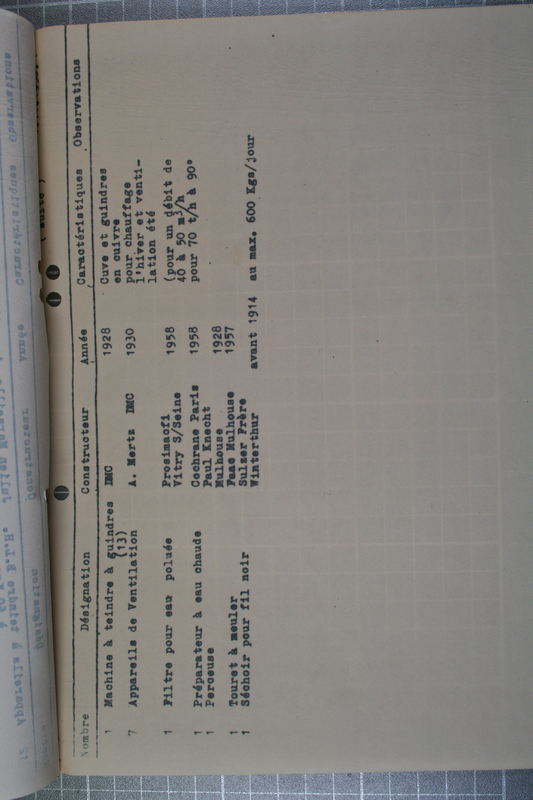 ( suite )
Nombre Désignation Constructeur Année Caractéristiques Observations
1 Machine à teindre à guindres DMC 1928 Cuve et guindres
(13) en cuivre
7 Appareils de Ventilation A. Mertz DMC 1930 pour chauffage
l'hiver et venti-
lation été
1 Filtre pour eau poluée Prosimacfi 1958 (pour un débit de
Vitry S/Seine 40 à 50 m3/h
1 Préparateur à eau chaude Cochrane Paris 1958 pour 70 t/h à 90°
1 Perceuse Paul Knecht
Mulhouse 1928
1 Touret à meuler Faac Mulhouse 1957
1 Séchoir pour fil noir Sulzer Frère
Winterthur avant 1914 au max. 600 Kgs/jour